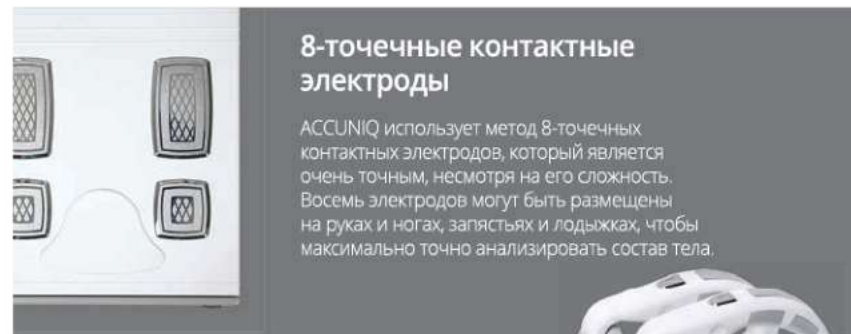 8-точечные контактные
электроды
ACCUNIQ использует метод 8-точечных
контактных электродов, который является
очень точным, несмотря на его сложность.
Восемь электродов могут быть размещены
на руках и ногах, запястьях и лодыжках, чтобы
максимально точно анализировать состав тела.